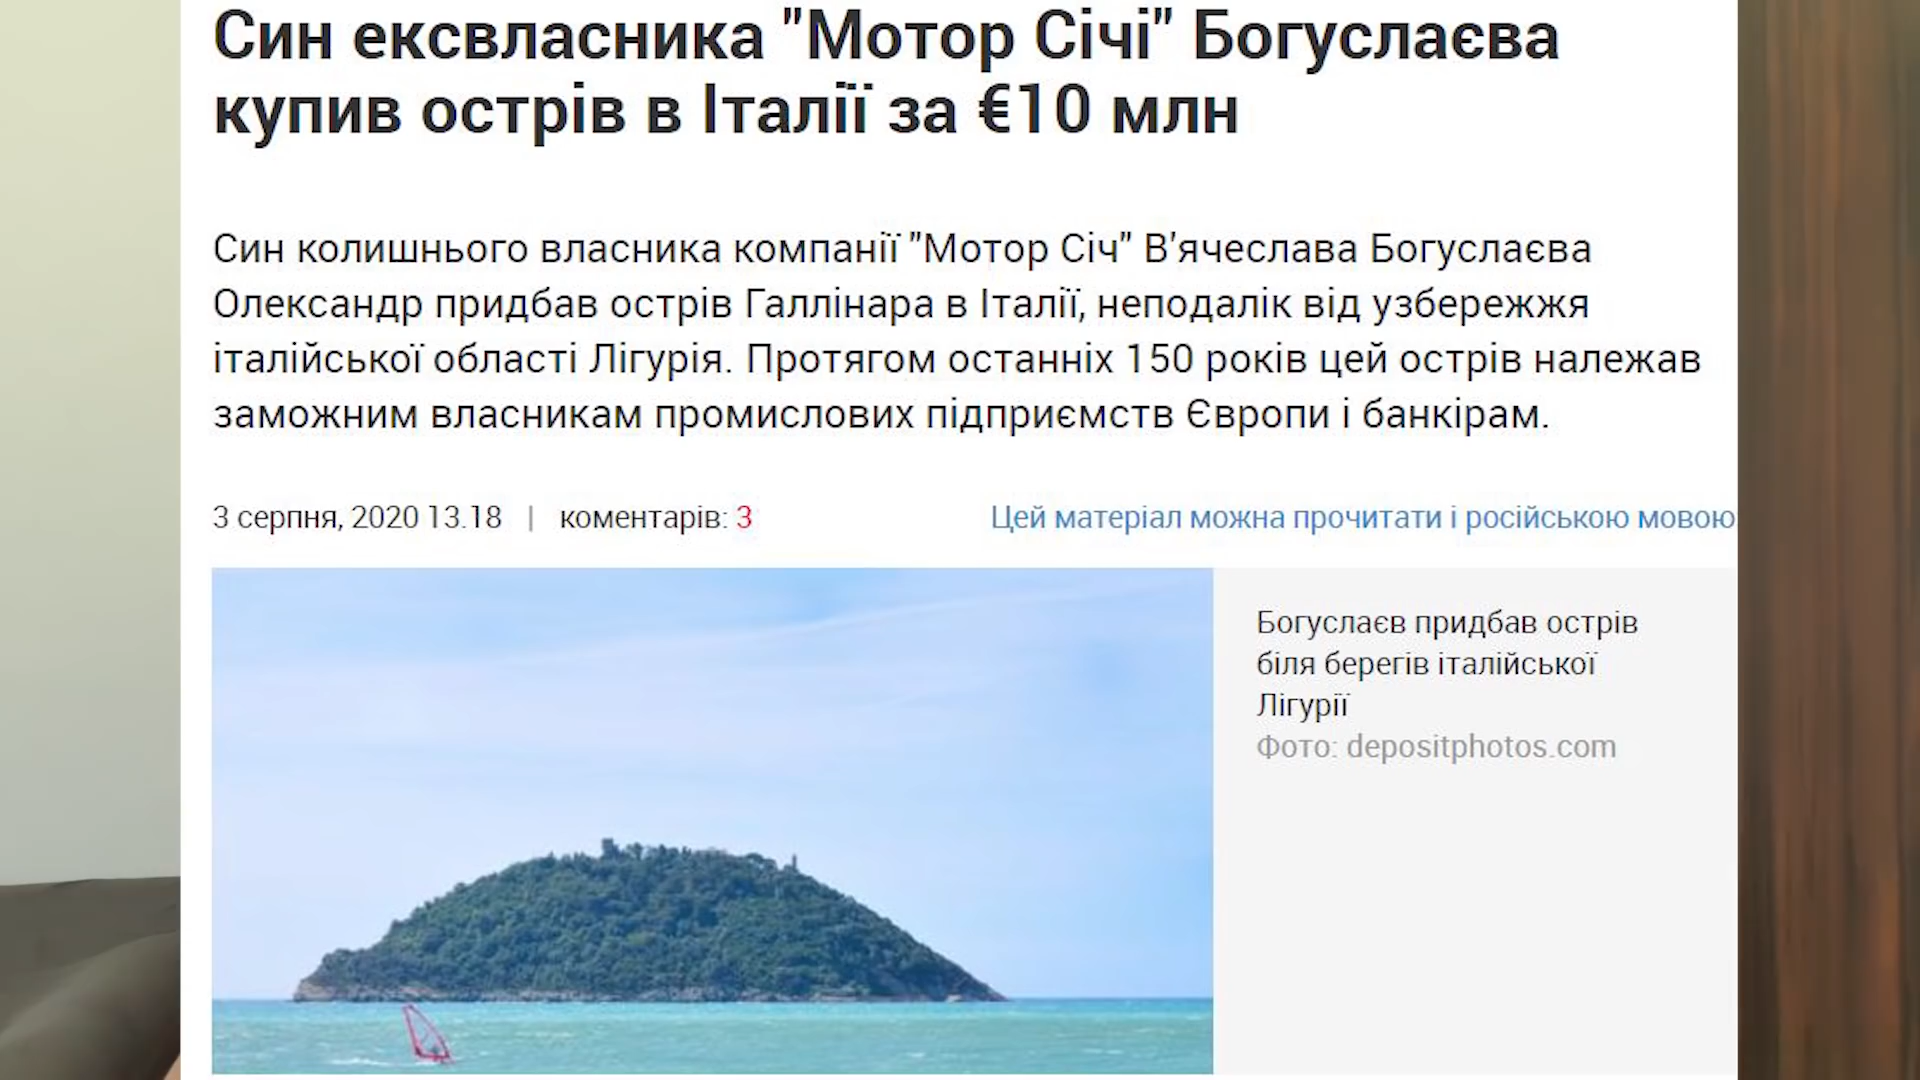 Син ексвласника "Мотор Січі" Богуслаєва
купив острів в Італії за €10 млн
Син колишнього власника компанії "Мотор Січ" В'ячеслава Богуслаєва
Олександр придбав острів Галлінара в Італії, неподалік від узбережжя
італійської області Лігурія. Протягом останніх 150 років цей острів належав
заможним власникам промислових підприємств Європи і банкірам.
3 серпня, 2020 13.18 | коментарів: 3
Цей матеріал можна прочитати і російською мовою
Богуслаєв придбав острів
біля берегів італійської
Лігурії
Фото: depositphotos.com